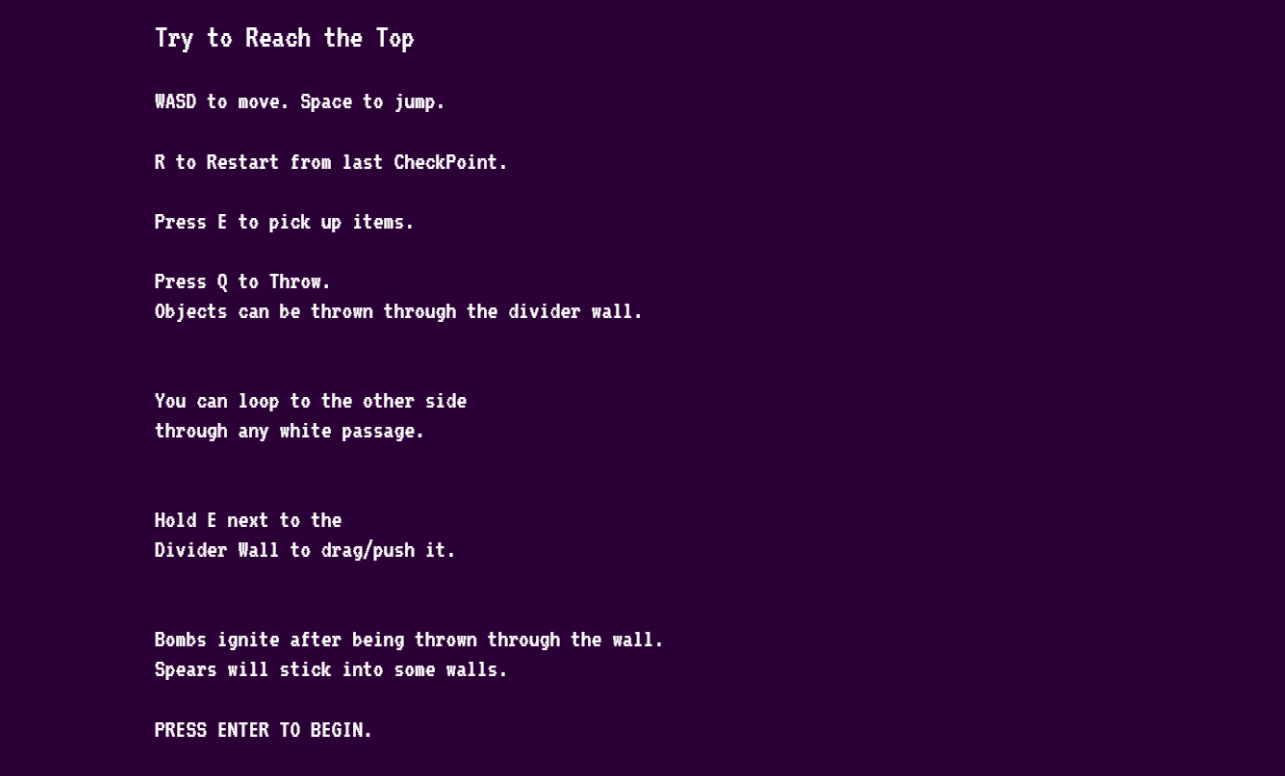 Try to Reach the Top
WASD to move. Space to jump.
R to Restart from last CheckPoint.
Press E to pick up items.
Press Q to Throw.
Objects can be thrown through the divider wall.
You can loop to the other side
through any white passage.
Hold E next to the
Divider Wall to drag/push it.
Bombs ignite after being thrown through the wall.
Spears will stick into some walls.
PRESS ENTER TO BEGIN.